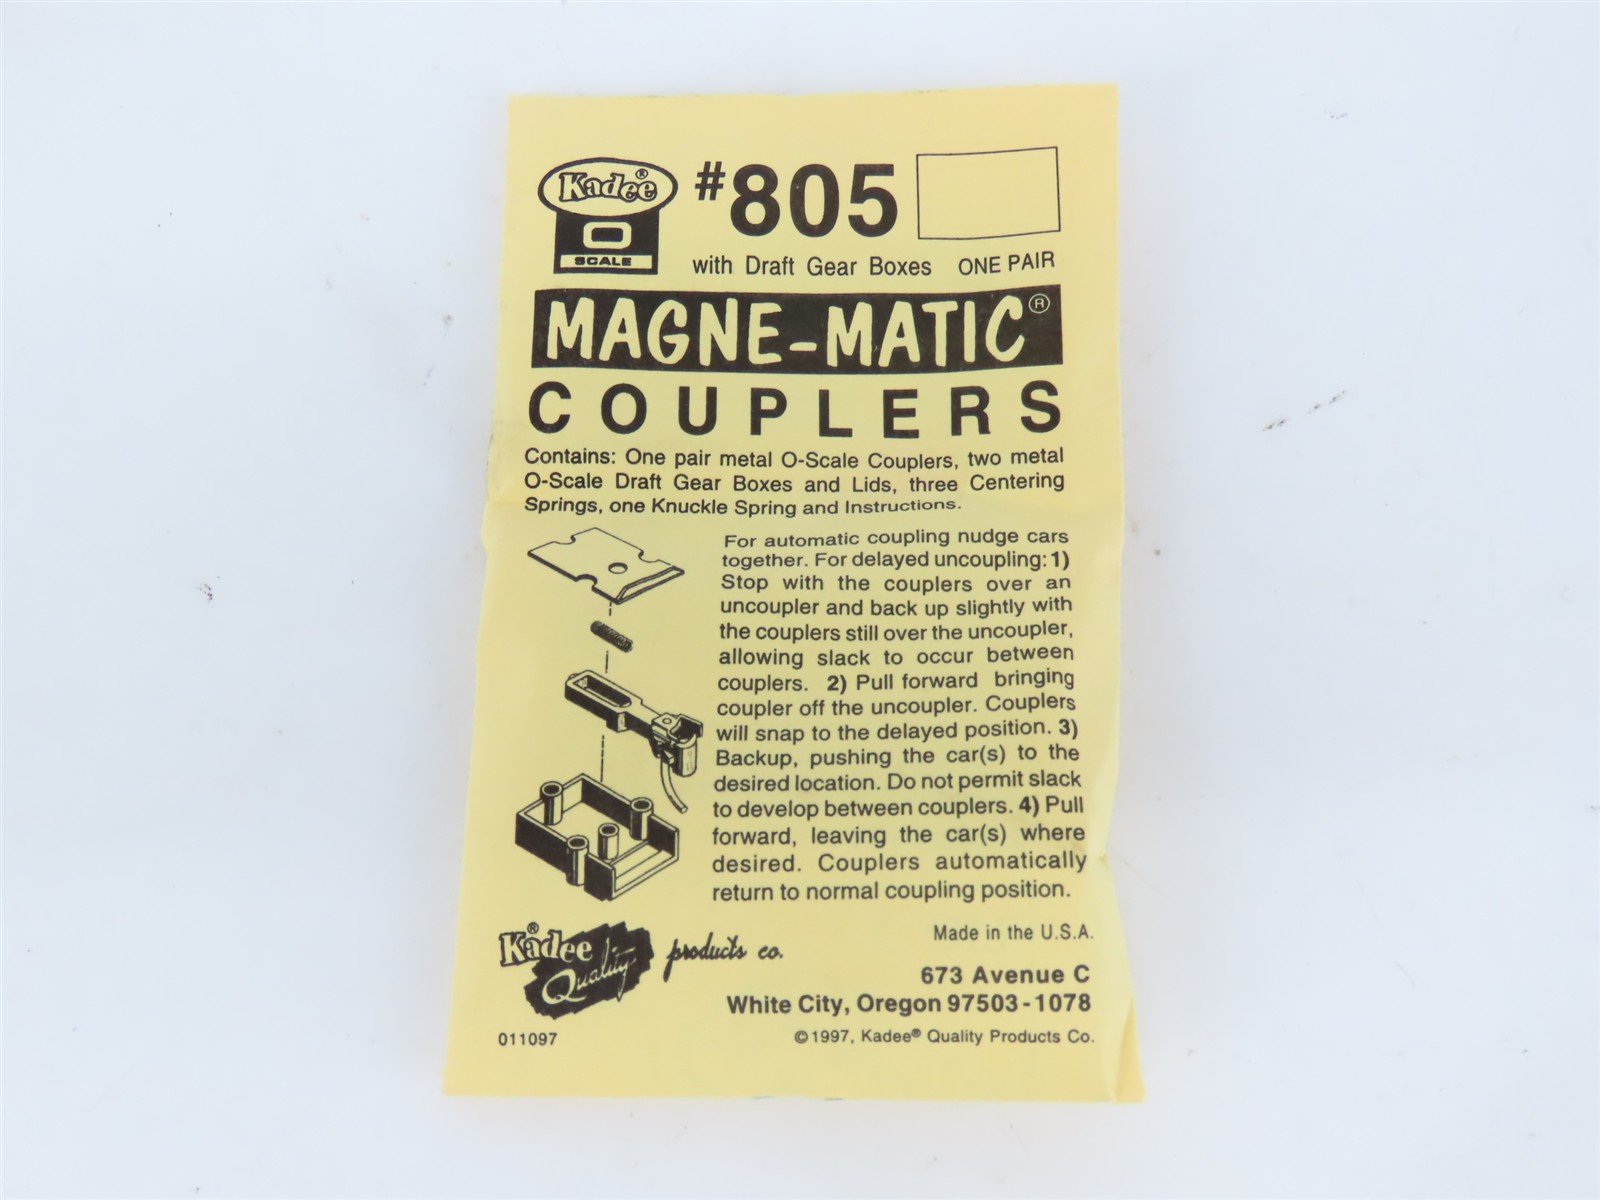 Kadee®
O
SCALE
#805
with Draft Gear Boxes ONE PAIR
MAGNE-MATIC®
COUPLERS
Contains: One pair metal O-Scale Couplers, two metal
O-Scale Draft Gear Boxes and Lids, three Centering
Springs, one Knuckle Spring and Instructions.
For automatic coupling nudge cars
together. For delayed uncoupling: 1)
Stop with the couplers over an
uncoupler and back up slightly with
the couplers still over the uncoupler,
allowing slack to occur between
couplers. 2) Pull forward bringing
coupler off the uncoupler. Couplers
will snap to the delayed position. 3)
Backup, pushing the car(s) to the
desired location. Do not permit slack
to develop between couplers. 4) Pull
forward, leaving the car(s) where
desired. Couplers automatically
return to normal coupling position.
Kadee®
Quality products co.
Made in the U.S.A.
673 Avenue C
White City, Oregon 97503-1078
011097
©1997, Kadee® Quality Products Co.